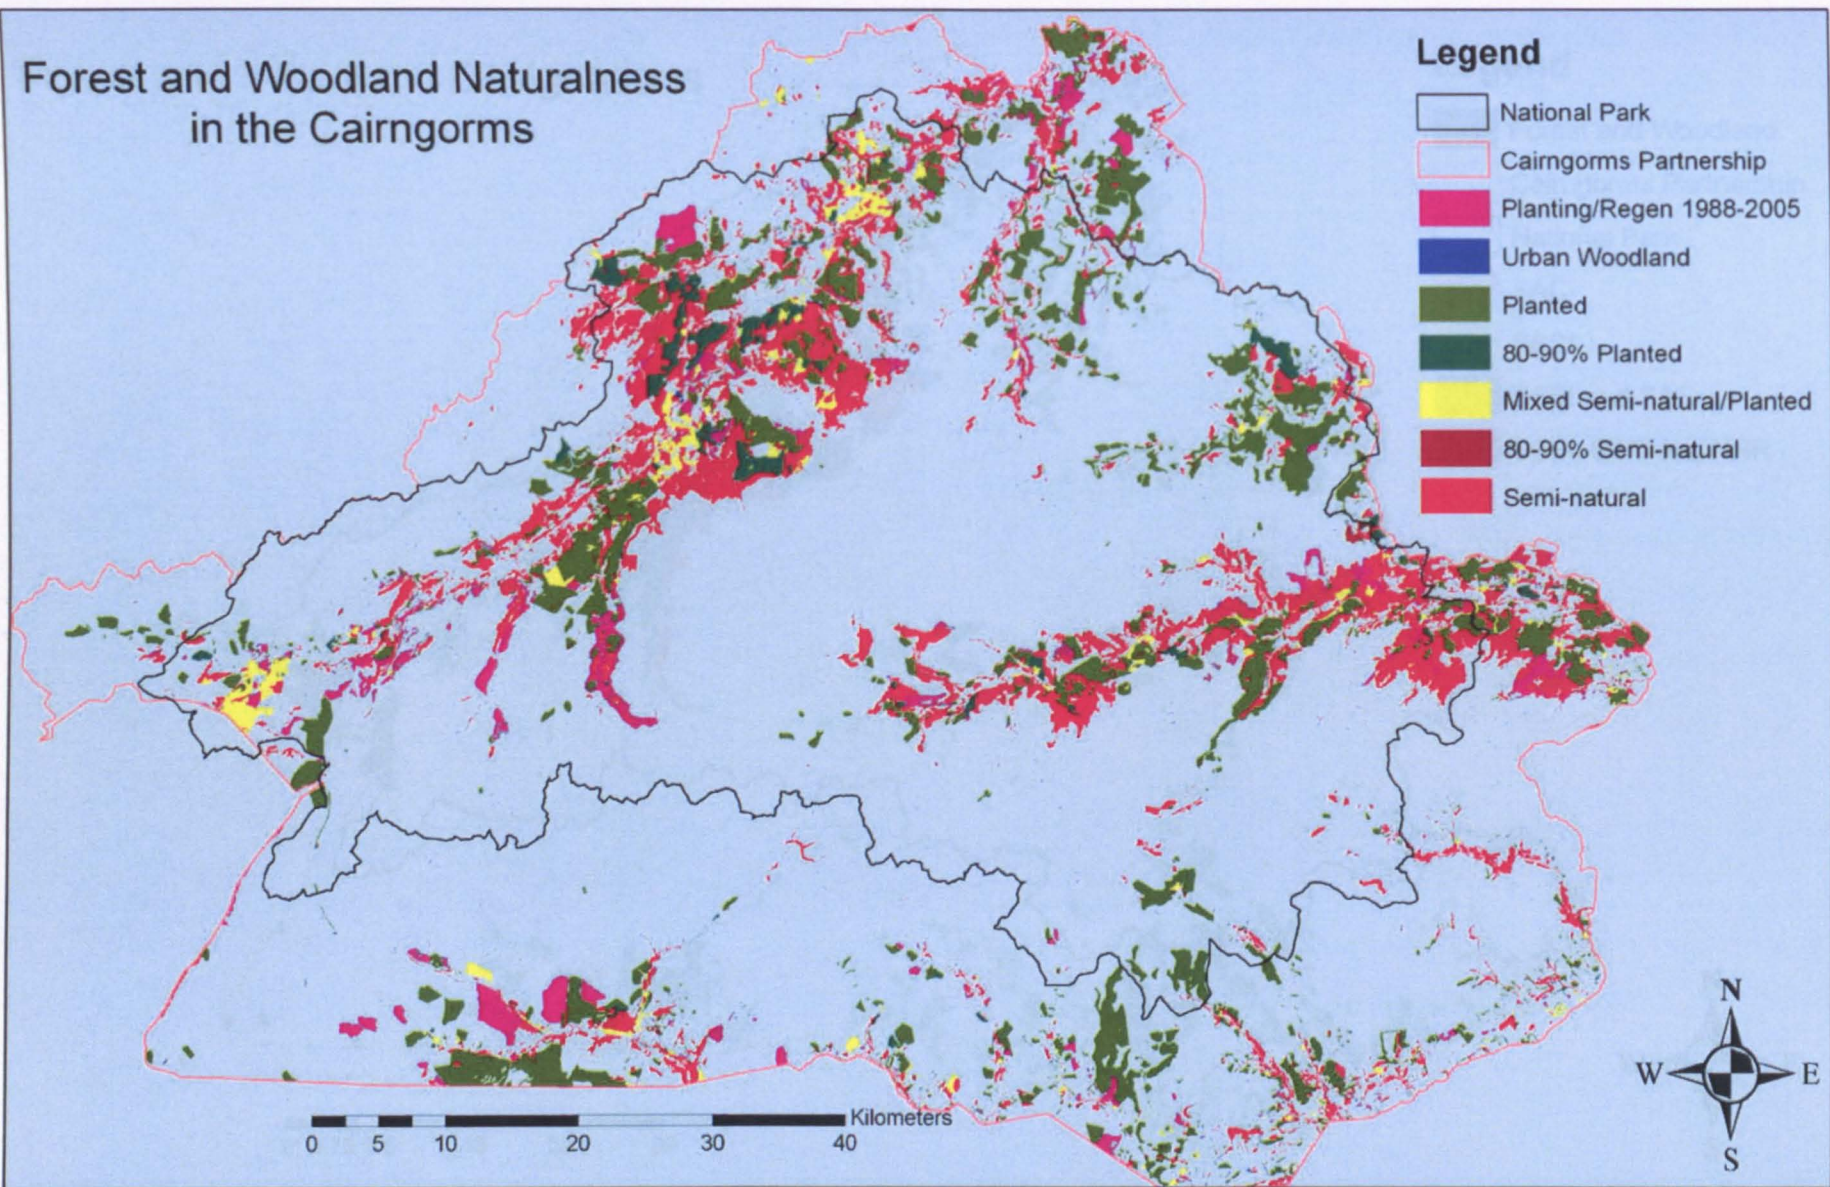 Forest and Woodland Naturalness
in the Cairngorms
Legend
National Park
Cairngorms Partnership
Planting/Regen 1988-2005
Urban Woodland
Planted
80-90% Planted
Mixed Semi-natural/Planted
80-90% Semi-natural
Semi-natural
N
W E
S
Kilometers
0 5 10 20 30 40